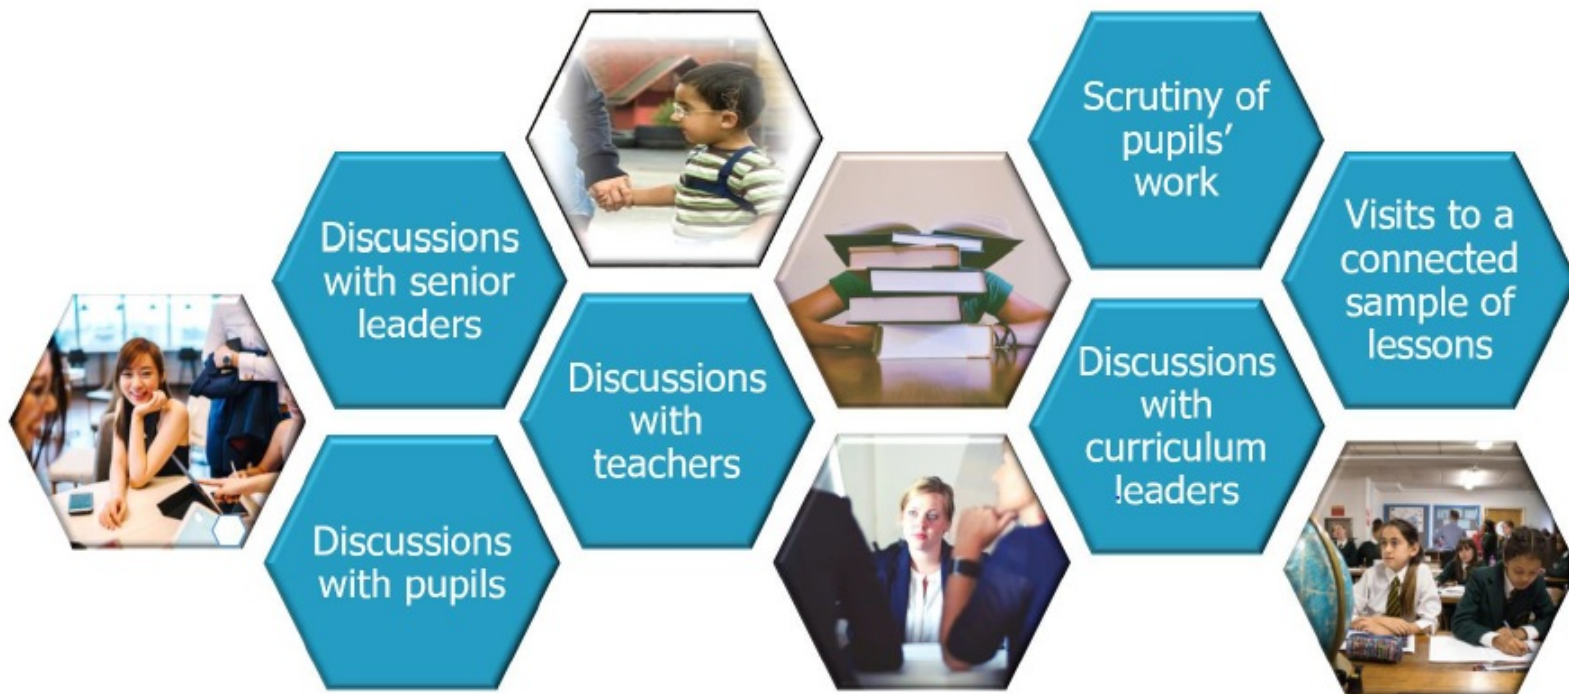 Discussions
with senior
leaders
Discussions
with pupils
Discussions
with
teachers
Scrutiny of
pupils’
work
Discussions
with
curriculum
leaders
Visits to a
connected
sample of
lessons